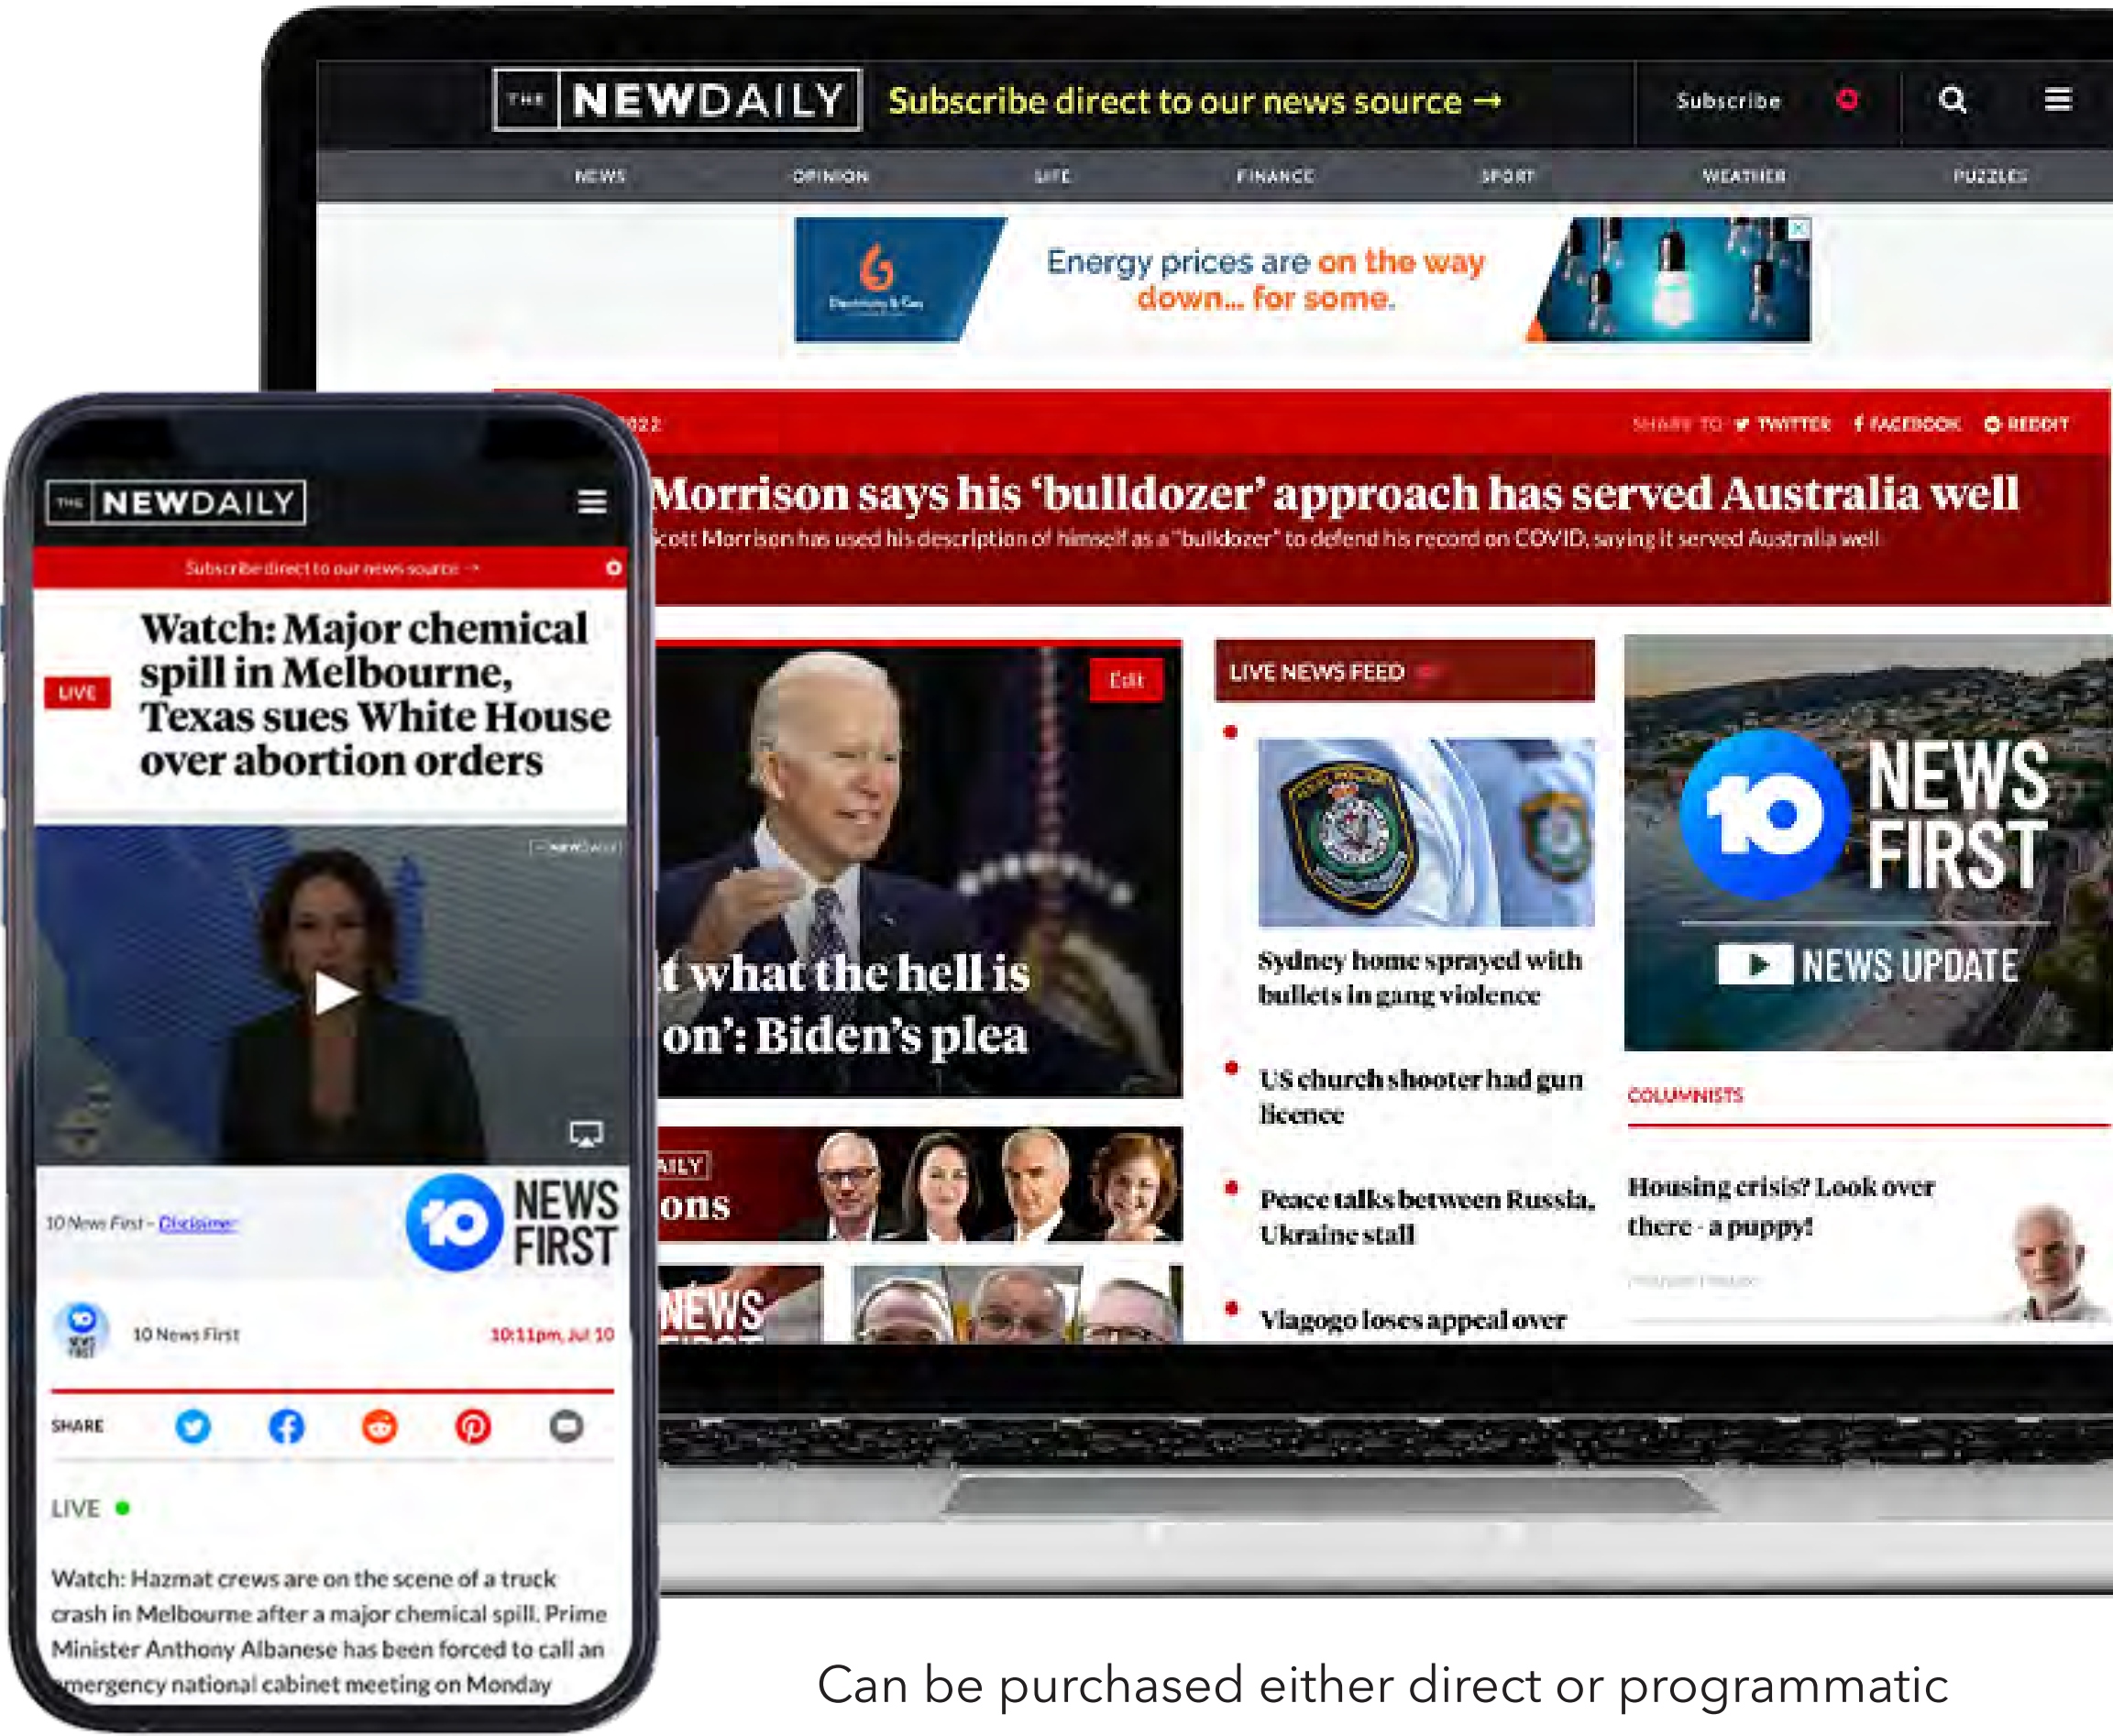 THE NEWDAILY
Subscribe direct to our news source →
Subscribe
NEWS
OPINION
LIFE
FINANCE
SPORT
WEATHER
PUZZLES
Electricity & Gas
Energy prices are on the way
down... for some.
022
SHARE TO TWITTER FACEBOOK REDDIT
Morrison says his ‘bulldozer’ approach has served Australia well
cott Morrison has used his description of himself as a "bulldozer" to defend his record on COVID, saying it served Australia well
Edit
t what the hell is
on’: Biden’s plea
AILY
ons
NEWS
LIVE NEWS FEED
Sydney home sprayed with
bullets in gang violence
US church shooter had gun
licence
Peace talks between Russia,
Ukraine stall
Viagogo loses appeal over
10 NEWS
FIRST
NEWS UPDATE
COLUMNISTS
Housing crisis? Look over
there - a puppy!
THE NEWDAILY
Subscribe direct to our news source →
LIVE
Watch: Major chemical
spill in Melbourne,
Texas sues White House
over abortion orders
10 News First - Disclaimer
10 NEWS
FIRST
10 NEWS FIRST
10 News First
10:11pm, Jul 10
SHARE
LIVE
Watch: Hazmat crews are on the scene of a truck
crash in Melbourne after a major chemical spill. Prime
Minister Anthony Albanese has been forced to call an
emergency national cabinet meeting on Monday
Can be purchased either direct or programmatic